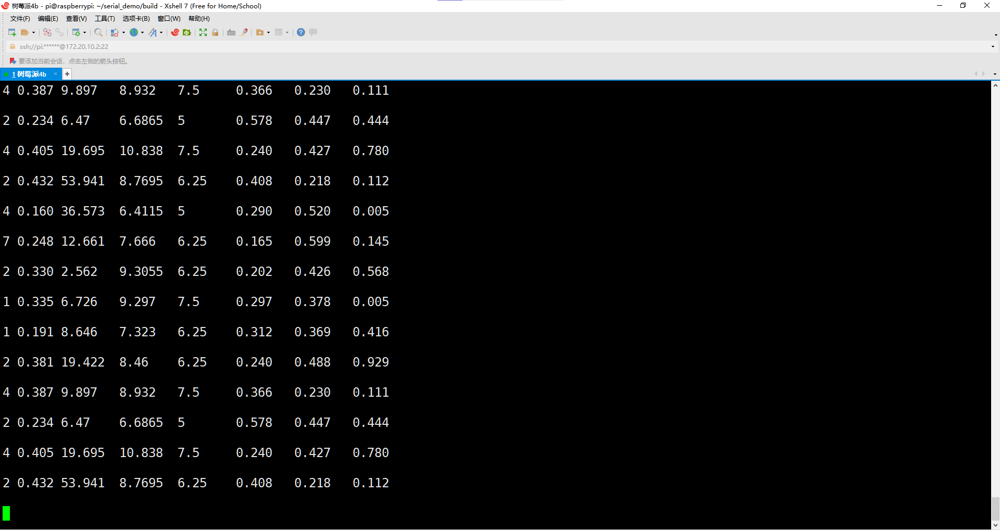 树莓派4b - pi@raspberrypi: ~/serial_demo/build - Xshell 7 (Free for Home/School)
文件(F) 编辑(E) 查看(V) 工具(T) 选项卡(B) 窗口(W) 帮助(H)
ssh://pi:******@172.20.10.2:22
要添加当前会话，点击左侧的箭头按钮。
1 树莓派4b × +
4 0.387 9.897 8.932 7.5 0.366 0.230 0.111
2 0.234 6.47 6.6865 5 0.578 0.447 0.444
4 0.405 19.695 10.838 7.5 0.240 0.427 0.780
2 0.432 53.941 8.7695 6.25 0.408 0.218 0.112
4 0.160 36.573 6.4115 5 0.290 0.520 0.005
7 0.248 12.661 7.666 6.25 0.165 0.599 0.145
2 0.330 2.562 9.3055 6.25 0.202 0.426 0.568
1 0.335 6.726 9.297 7.5 0.297 0.378 0.005
1 0.191 8.646 7.323 6.25 0.312 0.369 0.416
2 0.381 19.422 8.46 6.25 0.240 0.488 0.929
4 0.387 9.897 8.932 7.5 0.366 0.230 0.111
2 0.234 6.47 6.6865 5 0.578 0.447 0.444
4 0.405 19.695 10.838 7.5 0.240 0.427 0.780
2 0.432 53.941 8.7695 6.25 0.408 0.218 0.112